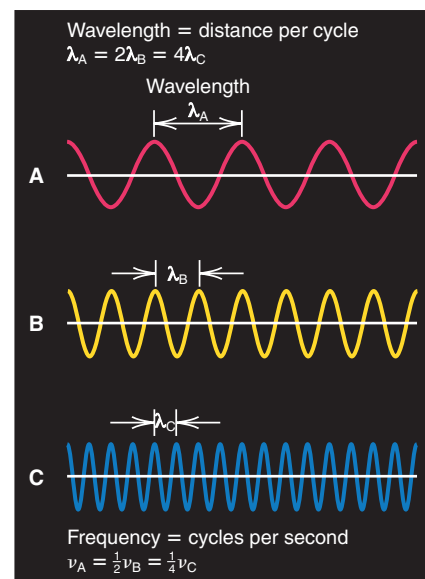 Wavelength = distance per cycle
λA = 2λB = 4λC
Wavelength
λA
A
λB
B
λC
C
Frequency = cycles per second
νA = ½νB = ¼νC